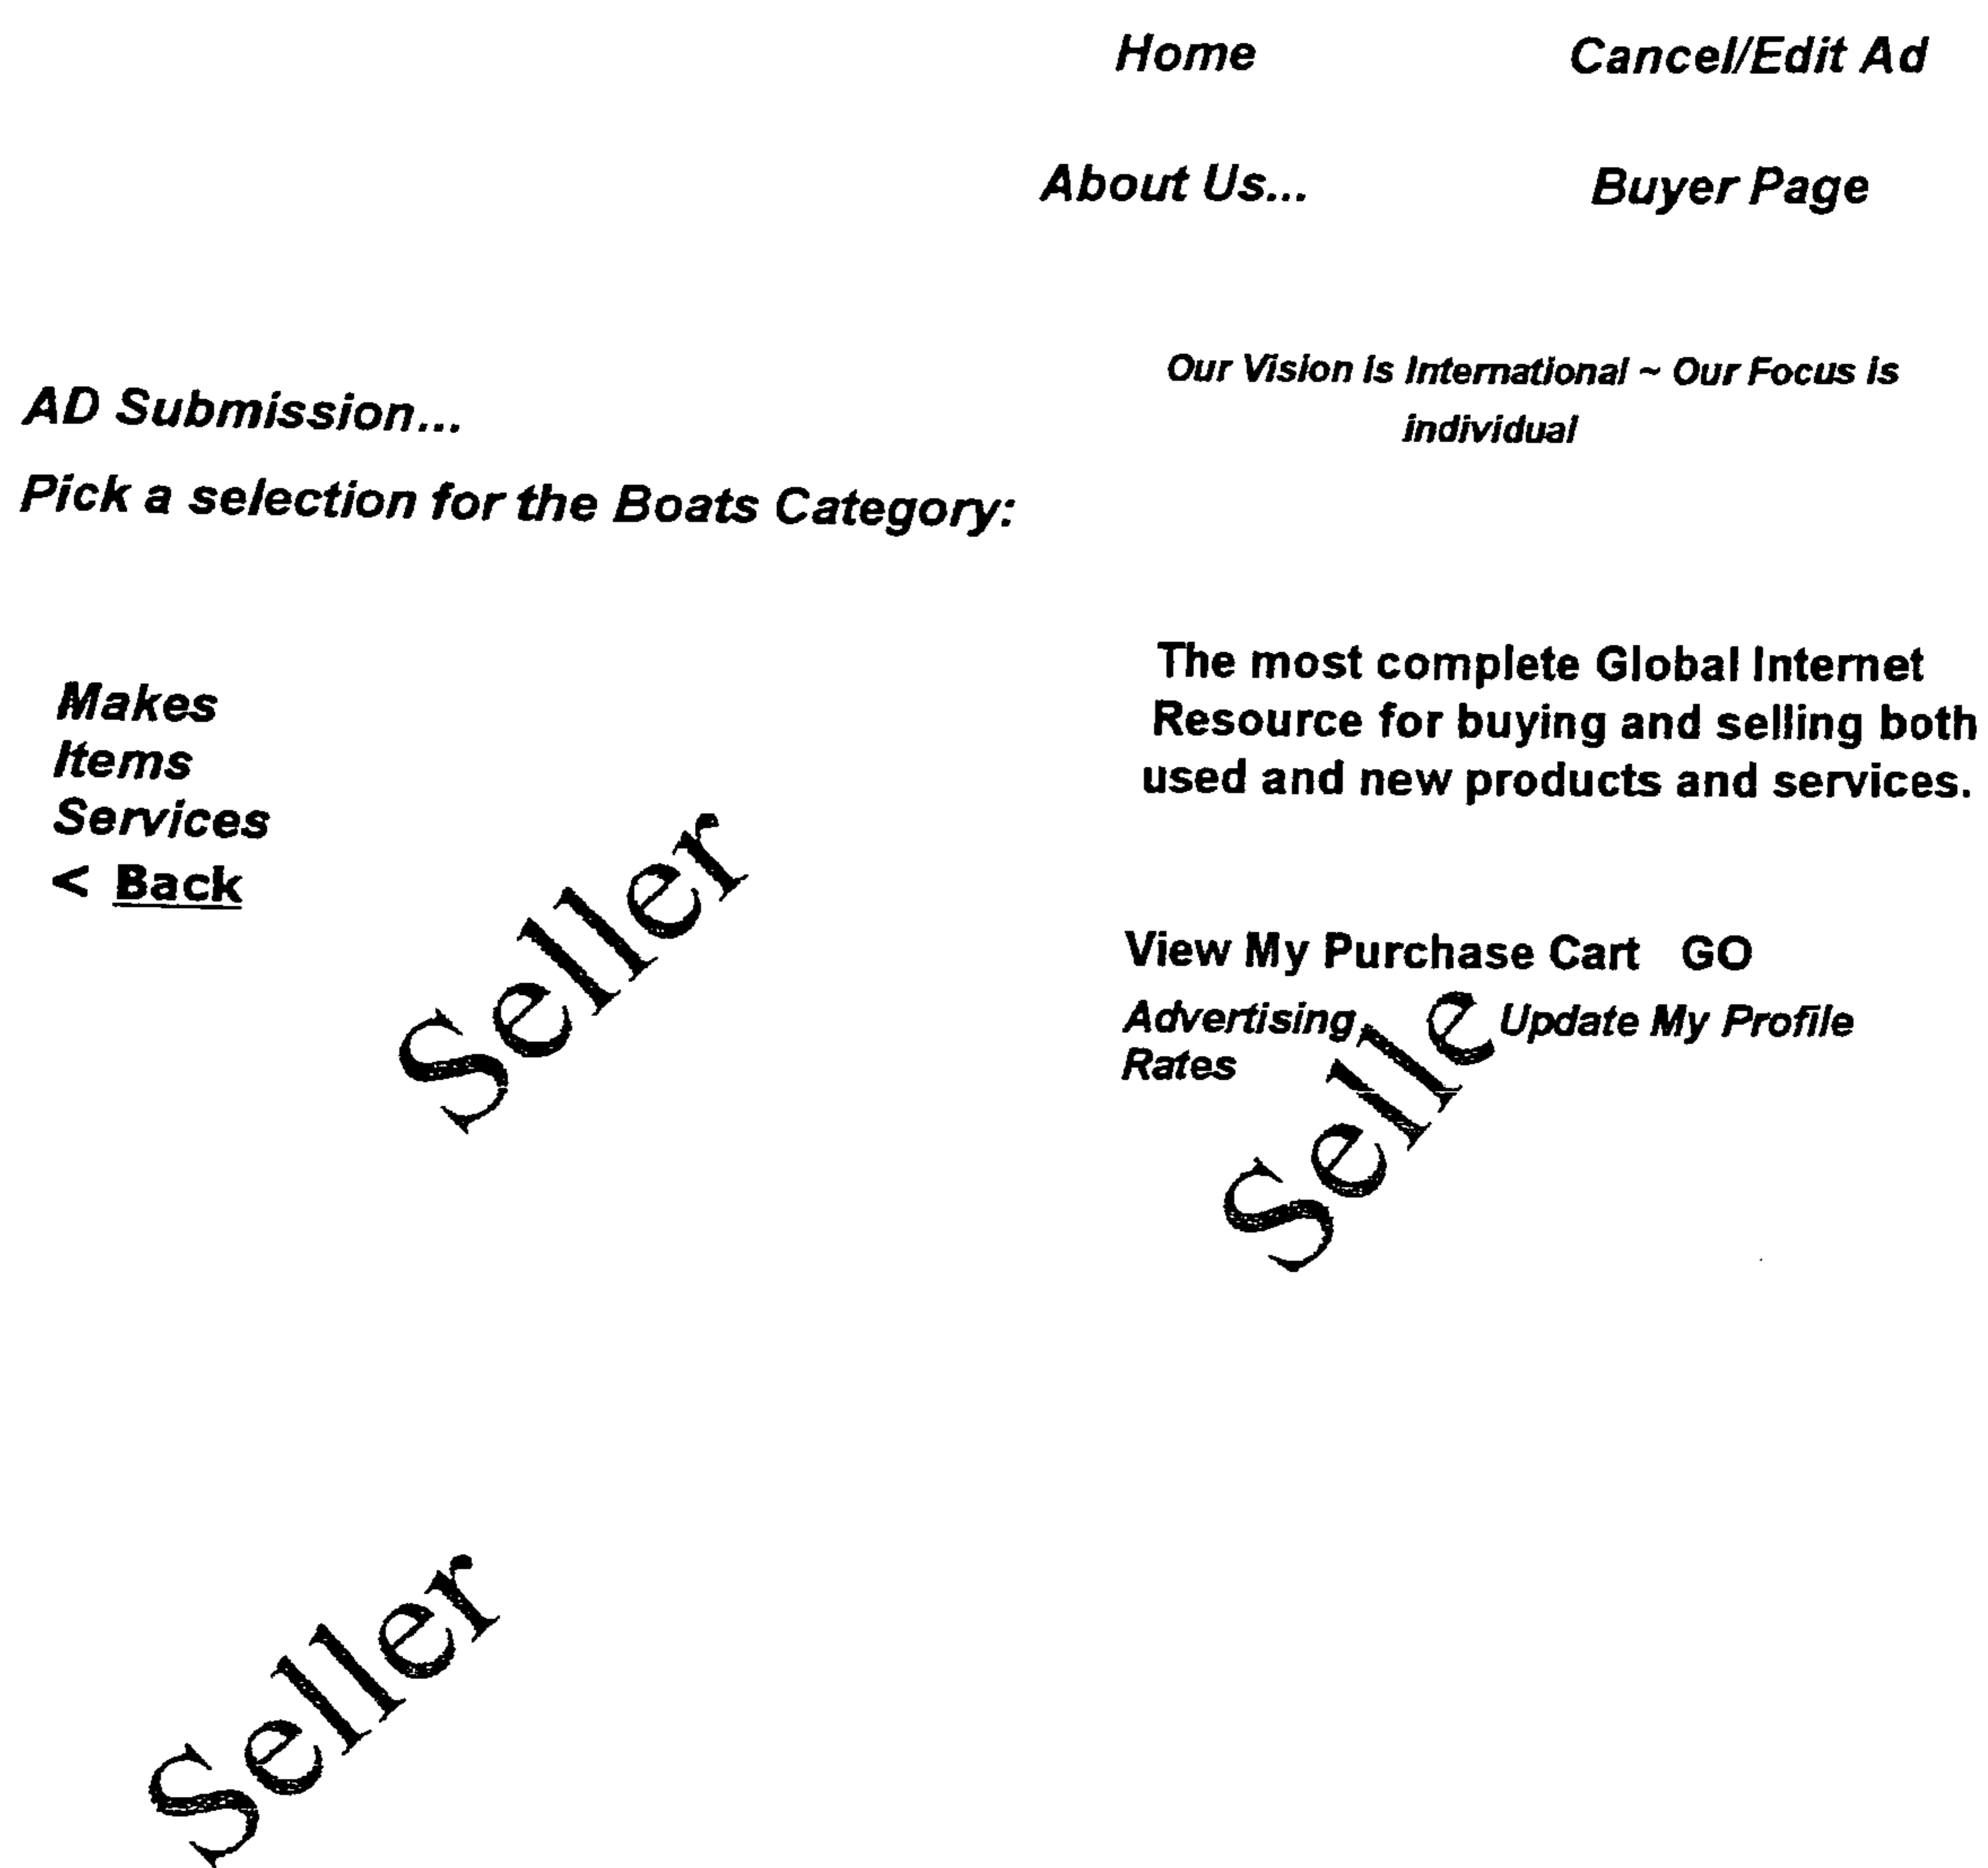 Home Cancel/Edit Ad
About Us... Buyer Page
Our Vision is International ~ Our Focus is
individual
AD Submission...
Pick a selection for the Boats Category:
The most complete Global Internet
Resource for buying and selling both
used and new products and services.
Makes
Items
Services
< Back
Seller
View My Purchase Cart GO
Advertising Update My Profile
Rates
Selle
Seller